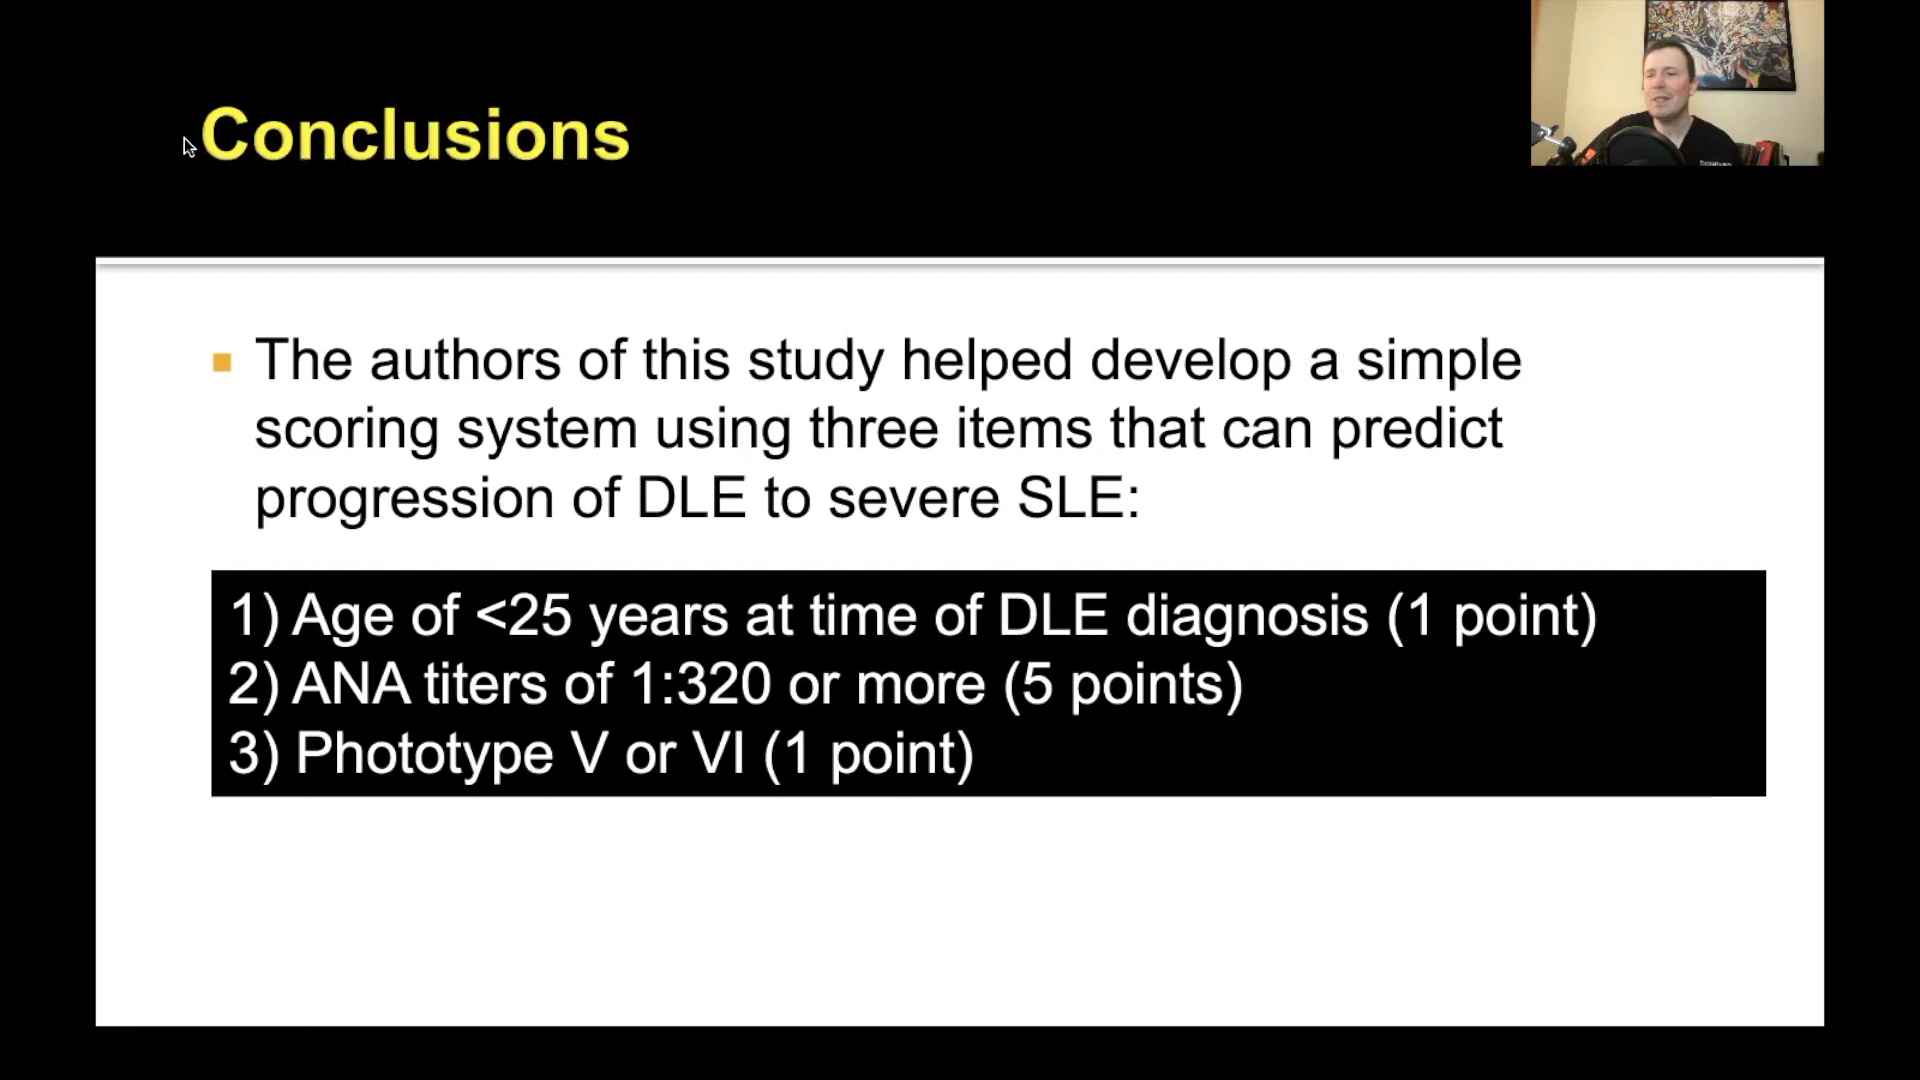 Conclusions
The authors of this study helped develop a simple
scoring system using three items that can predict
progression of DLE to severe SLE:
1) Age of <25 years at time of DLE diagnosis (1 point)
2) ANA titers of 1:320 or more (5 points)
3) Phototype V or VI (1 point)